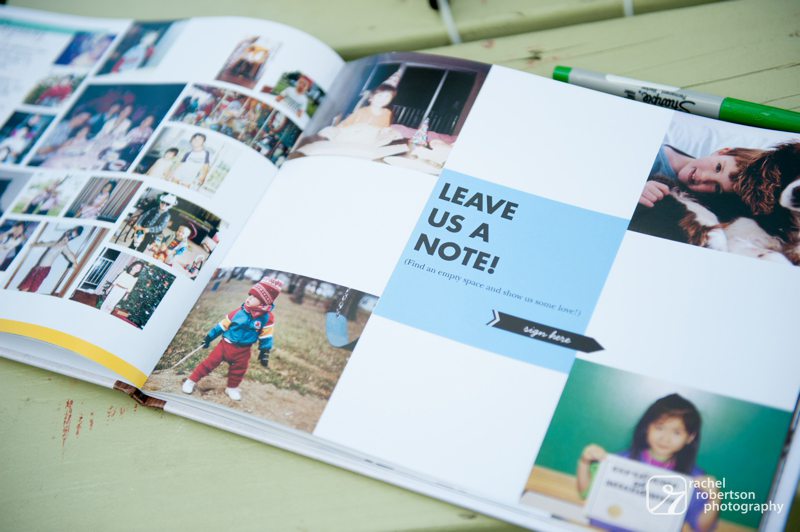 Sharpie
LEAVE
US A
NOTE!
(Find an empty space and show us some love!)
sign here
rachel
robertson
photography